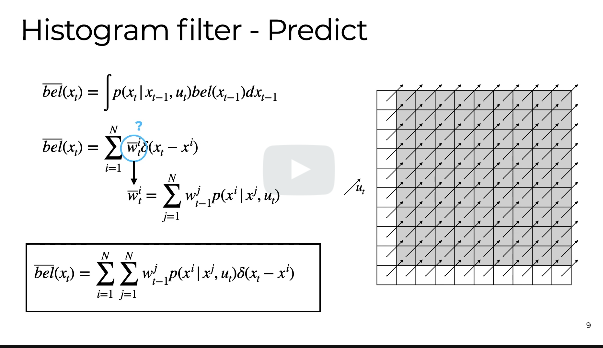 Histogram filter - Predict
$\overline{bel}(x_t) = \int p(x_t | x_{t-1}, u_t) bel(x_{t-1}) dx_{t-1}$
?
$\overline{bel}(x_t) = \sum_{i=1}^{N} \overline{w}_t^i \delta(x_t - x^i)$
$\overline{w}_t^i = \sum_{j=1}^{N} w_{t-1}^j p(x^i | x^j, u_t)$
$u_t$
$\overline{bel}(x_t) = \sum_{i=1}^{N} \sum_{j=1}^{N} w_{t-1}^j p(x^i | x^j, u_t) \delta(x_t - x^i)$
9